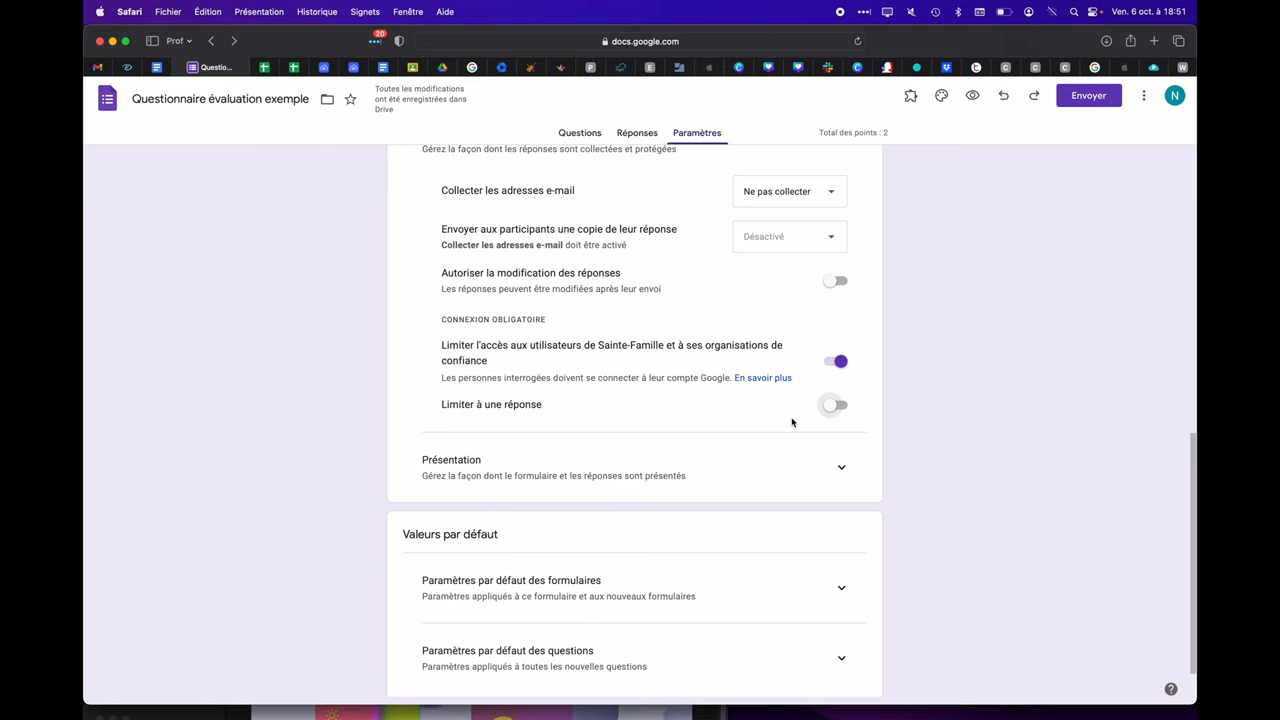 Safari Fichier Édition Présentation Historique Signets Fenêtre Aide Ven. 6 oct. à 18:51
Prof 20 docs.google.com
Questio...
Questionnaire évaluation exemple
Toutes les modifications
ont été enregistrées dans
Drive
Envoyer N
Questions Réponses Paramètres Total des points : 2
Gérez la façon dont les réponses sont collectées et protégées
Collecter les adresses e-mail Ne pas collecter
Envoyer aux participants une copie de leur réponse
Collecter les adresses e-mail doit être activé Désactivé
Autoriser la modification des réponses
Les réponses peuvent être modifiées après leur envoi
CONNEXION OBLIGATOIRE
Limiter l'accès aux utilisateurs de Sainte-Famille et à ses organisations de
confiance
Les personnes interrogées doivent se connecter à leur compte Google. En savoir plus
Limiter à une réponse
Présentation
Gérez la façon dont le formulaire et les réponses sont présentés
Valeurs par défaut
Paramètres par défaut des formulaires
Paramètres appliqués à ce formulaire et aux nouveaux formulaires
Paramètres par défaut des questions
Paramètres appliqués à toutes les nouvelles questions